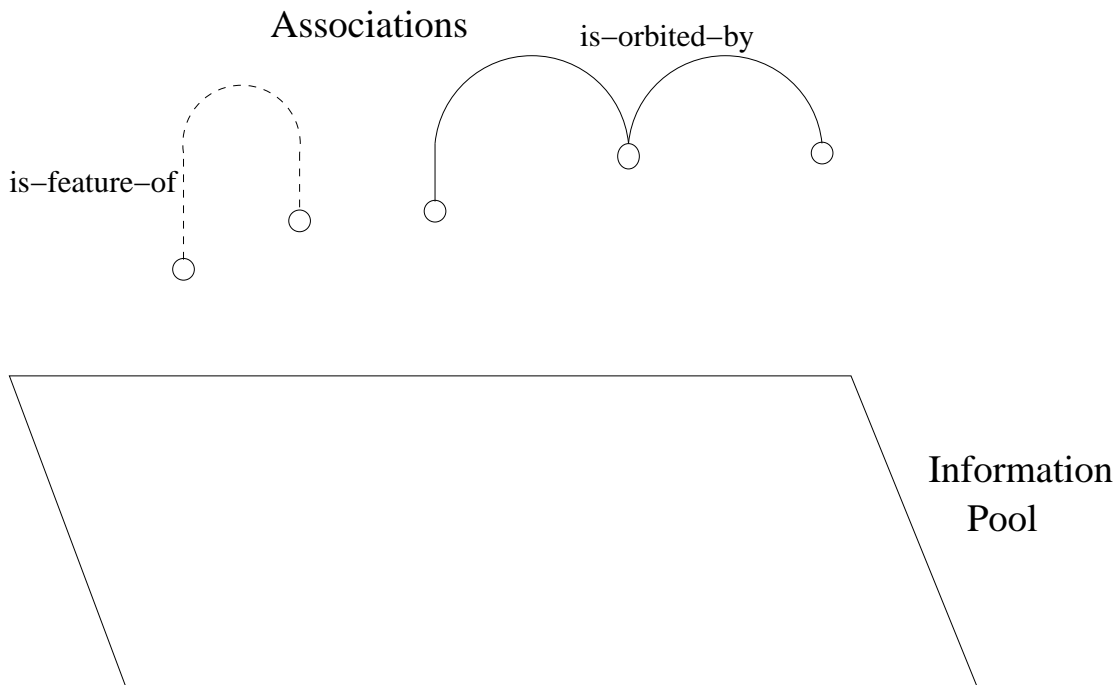 Associations
is−orbited−by
is−feature−of
Information
Pool